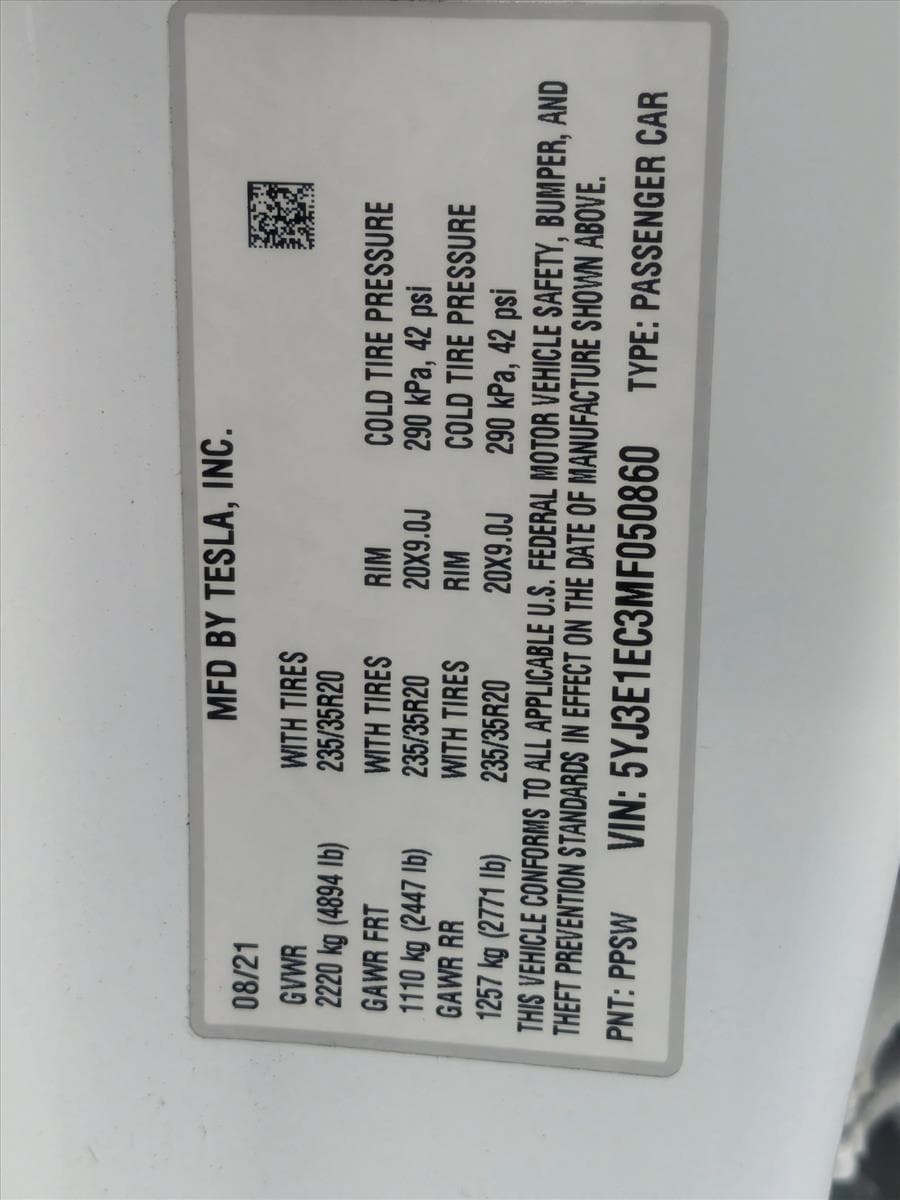 MFD BY TESLA, INC.
08/21
GVWR WITH TIRES
2220 kg (4894 lb) 235/35R20
GAWR FRT WITH TIRES RIM COLD TIRE PRESSURE
1110 kg (2447 lb) 235/35R20 20X9.0J 290 kPa, 42 psi
GAWR RR WITH TIRES RIM COLD TIRE PRESSURE
1257 kg (2771 lb) 235/35R20 20X9.0J 290 kPa, 42 psi
THIS VEHICLE CONFORMS TO ALL APPLICABLE U.S. FEDERAL MOTOR VEHICLE SAFETY, BUMPER, AND
THEFT PREVENTION STANDARDS IN EFFECT ON THE DATE OF MANUFACTURE SHOWN ABOVE.
PNT: PPSW VIN: 5YJ3E1EC3MF050860 TYPE: PASSENGER CAR